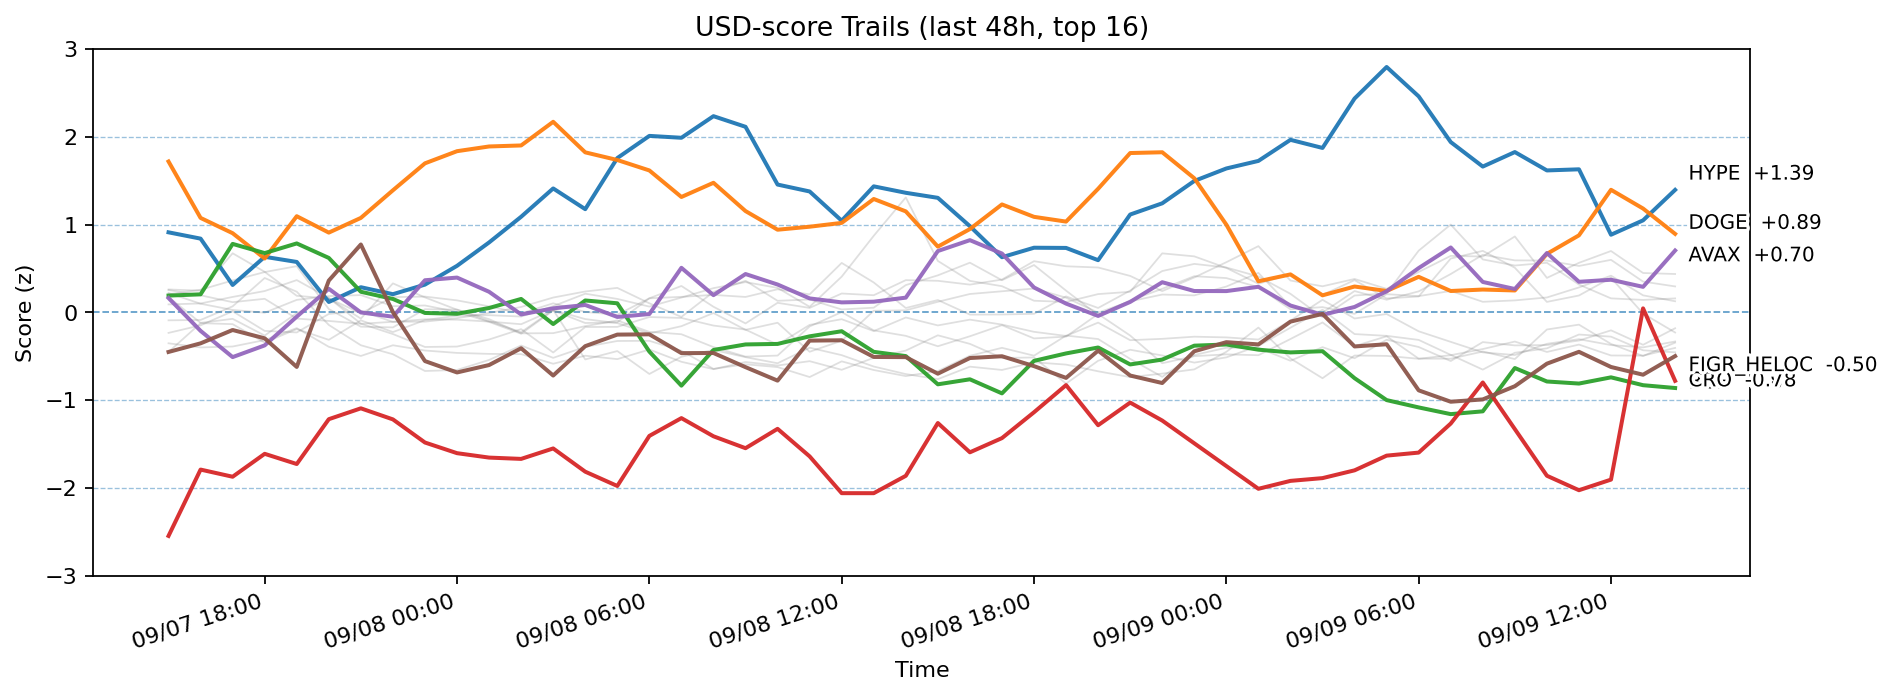 USD-score Trails (last 48h, top 16)
Score (z)
3
2
1
0
−1
−2
−3
HYPE +1.39
DOGE +0.89
AVAX +0.70
FIGR_HELOC -0.50
CRO -0.78
09/07 18:00
09/08 00:00
09/08 06:00
09/08 12:00
09/08 18:00
09/09 00:00
09/09 06:00
09/09 12:00
Time